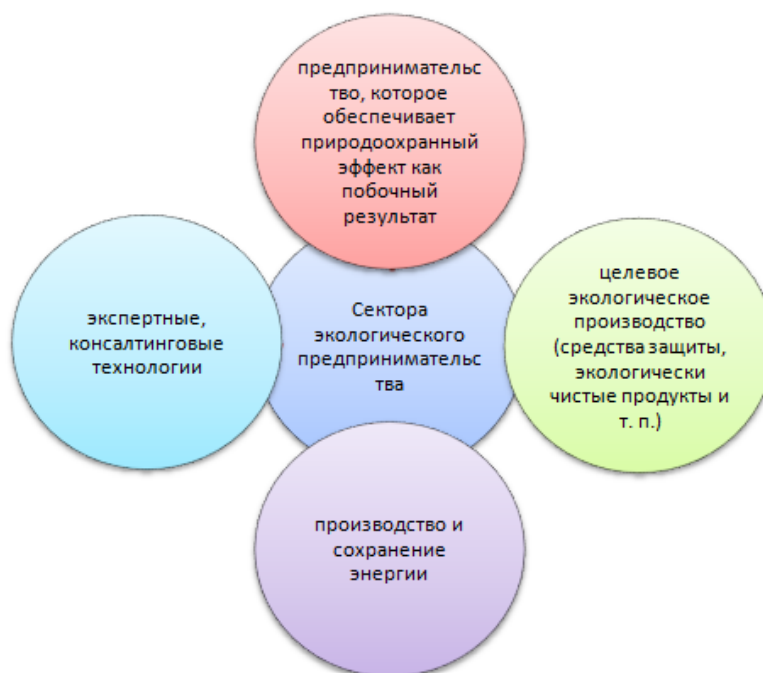 предпринимательс
тво, которое
обеспечивает
природоохранный
эффект как
побочный
результат
экспертные,
консалтинговые
технологии
Сектора
экологического
предпринимательс
тва
целевое
экологическое
производство
(средства защиты,
экологически
чистые продукты и
т. п.)
производство и
сохранение
энергии